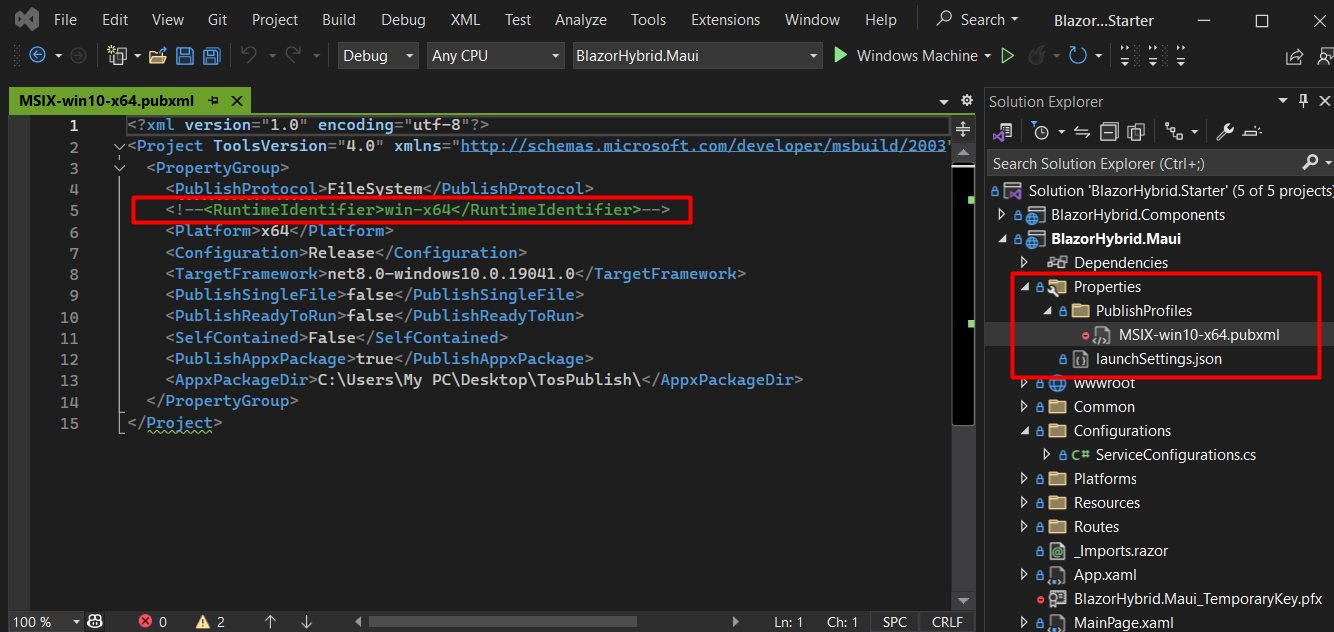 File Edit View Git Project Build Debug XML Test Analyze Tools Extensions Window Help Search Blazor...Starter
Debug Any CPU BlazorHybrid.Maui Windows Machine
MSIX-win10-x64.pubxml
1 <?xml version="1.0" encoding="utf-8"?>
2 <Project ToolsVersion="4.0" xmlns="http://schemas.microsoft.com/developer/msbuild/2003"
3 <PropertyGroup>
4 <PublishProtocol>FileSystem</PublishProtocol>
5 <!--<RuntimeIdentifier>win-x64</RuntimeIdentifier>-->
6 <Platform>x64</Platform>
7 <Configuration>Release</Configuration>
8 <TargetFramework>net8.0-windows10.0.19041.0</TargetFramework>
9 <PublishSingleFile>false</PublishSingleFile>
10 <PublishReadyToRun>false</PublishReadyToRun>
11 <SelfContained>False</SelfContained>
12 <PublishAppxPackage>true</PublishAppxPackage>
13 <AppxPackageDir>C:\Users\My PC\Desktop\TosPublish\</AppxPackageDir>
14 </PropertyGroup>
15 </Project>
100 % 0 2 Ln: 1 Ch: 1 SPC CRLF
Solution Explorer
Search Solution Explorer (Ctrl+;)
Solution 'BlazorHybrid.Starter' (5 of 5 projects)
BlazorHybrid.Components
BlazorHybrid.Maui
Dependencies
Properties
PublishProfiles
MSIX-win10-x64.pubxml
launchSettings.json
wwwroot
Common
Configurations
C# ServiceConfigurations.cs
Platforms
Resources
Routes
_Imports.razor
App.xaml
BlazorHybrid.Maui_TemporaryKey.pfx
MainPage.xaml